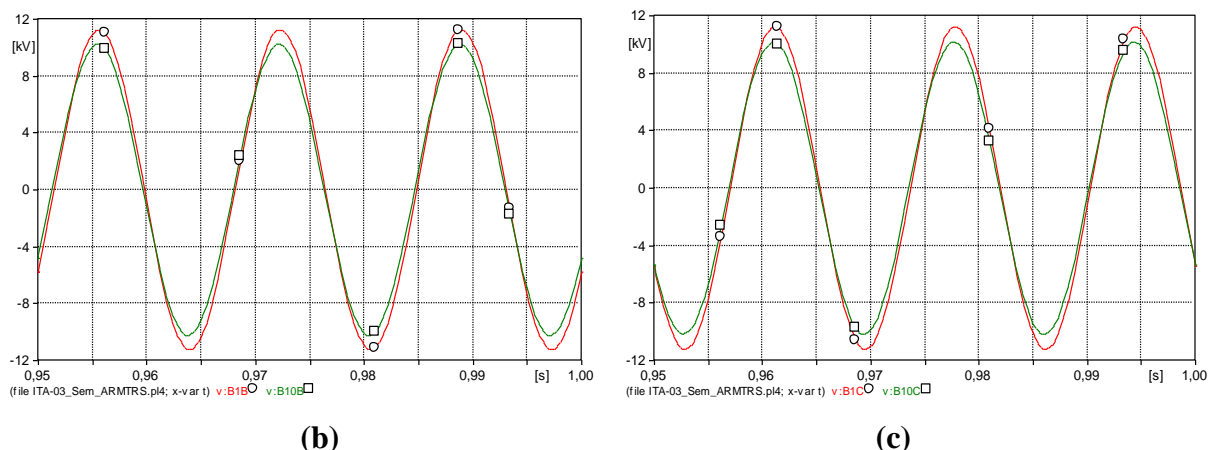 12
[kV]
8
4
0
-4
-8
-12
0,95 0,96 0,97 0,98 0,99 [s] 1,00
(file ITA-03_Sem_ARMTRS.pl4; x-var t) v:B1B v:B10B
(b)
12
[kV]
8
4
0
-4
-8
-12
0,95 0,96 0,97 0,98 0,99 [s] 1,00
(file ITA-03_Sem_ARMTRS.pl4; x-var t) v:B1C v:B10C
(c)